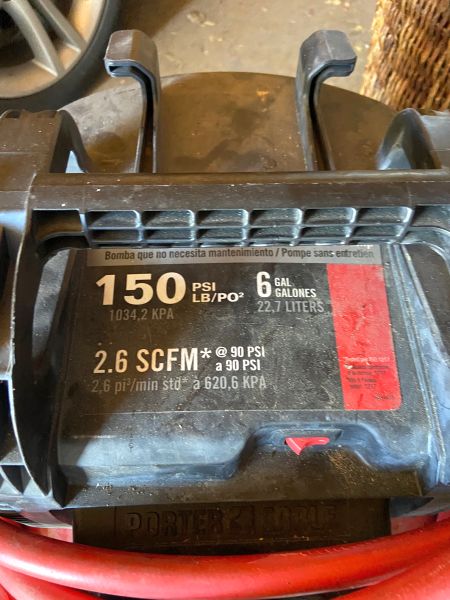 Bomba que no necesita mantenimiento / Pompe sans entretien
150 PSI LB/PO² 6 GAL GALONES
1034,2 KPA 22,7 LITERS
2.6 SCFM* @ 90 PSI à 90 PSI
2,6 pi³/min std* à 620,6 KPA
PORTER CABLE